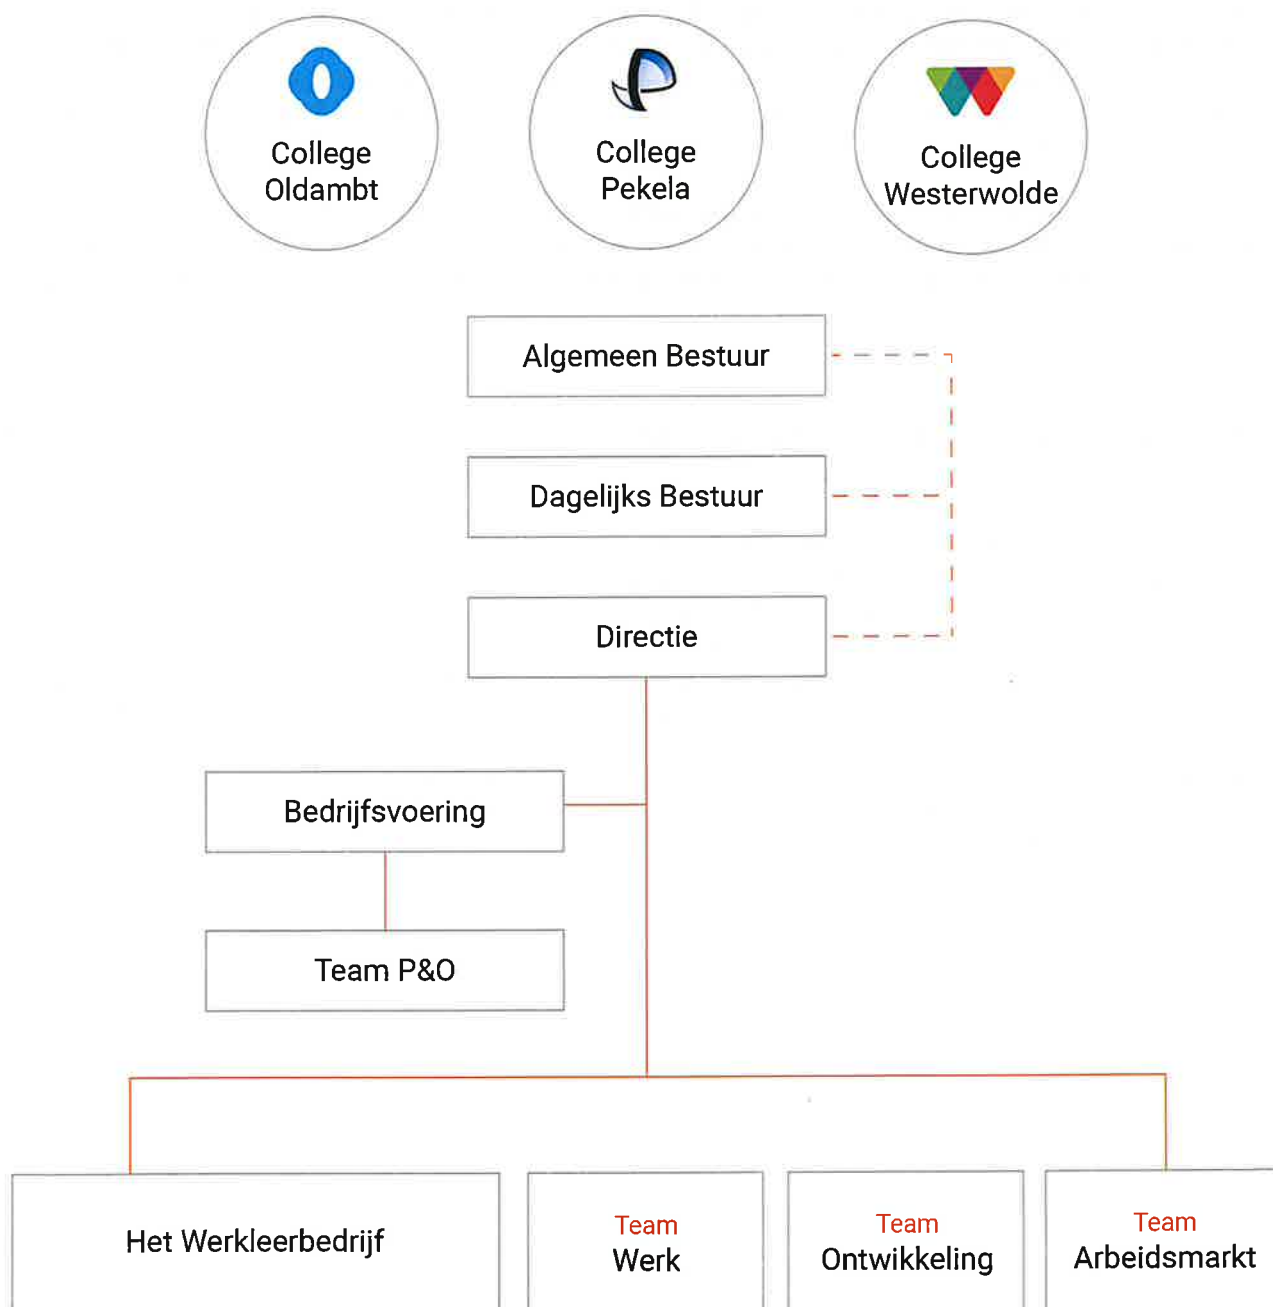 College
Oldambt
College
Pekela
College
Westerwolde
Algemeen Bestuur
Dagelijks Bestuur
Directie
Bedrijfsvoering
Team P&O
Het Werkleerbedrijf
Team
Werk
Team
Ontwikkeling
Team
Arbeidsmarkt